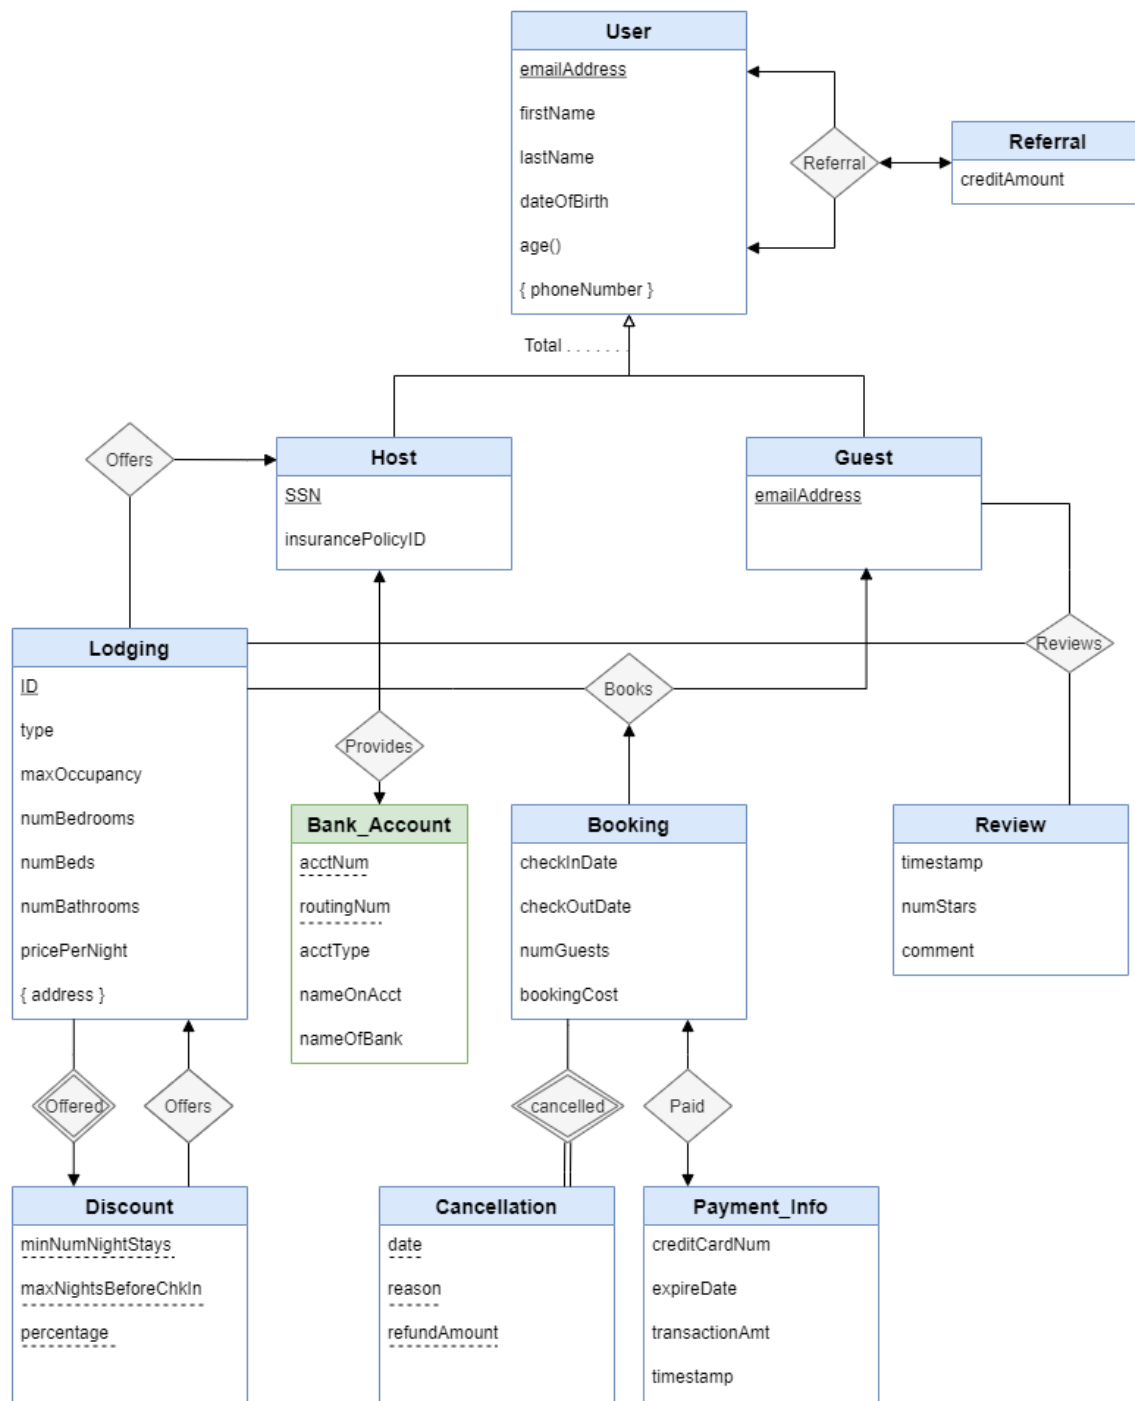 User
emailAddress
firstName
lastName
dateOfBirth
age()
{ phoneNumber }
Referral
Referral
creditAmount
Total . . . . . . .
Offers
Host
SSN
insurancePolicyID
Guest
emailAddress
Lodging
ID
type
maxOccupancy
numBedrooms
numBeds
numBathrooms
pricePerNight
{ address }
Reviews
Books
Provides
Bank_Account
acctNum
routingNum
acctType
nameOnAcct
nameOfBank
Booking
checkInDate
checkOutDate
numGuests
bookingCost
Review
timestamp
numStars
comment
Offered
Offers
cancelled
Paid
Discount
minNumNightStays
maxNightsBeforeChkIn
percentage
Cancellation
date
reason
refundAmount
Payment_Info
creditCardNum
expireDate
transactionAmt
timestamp